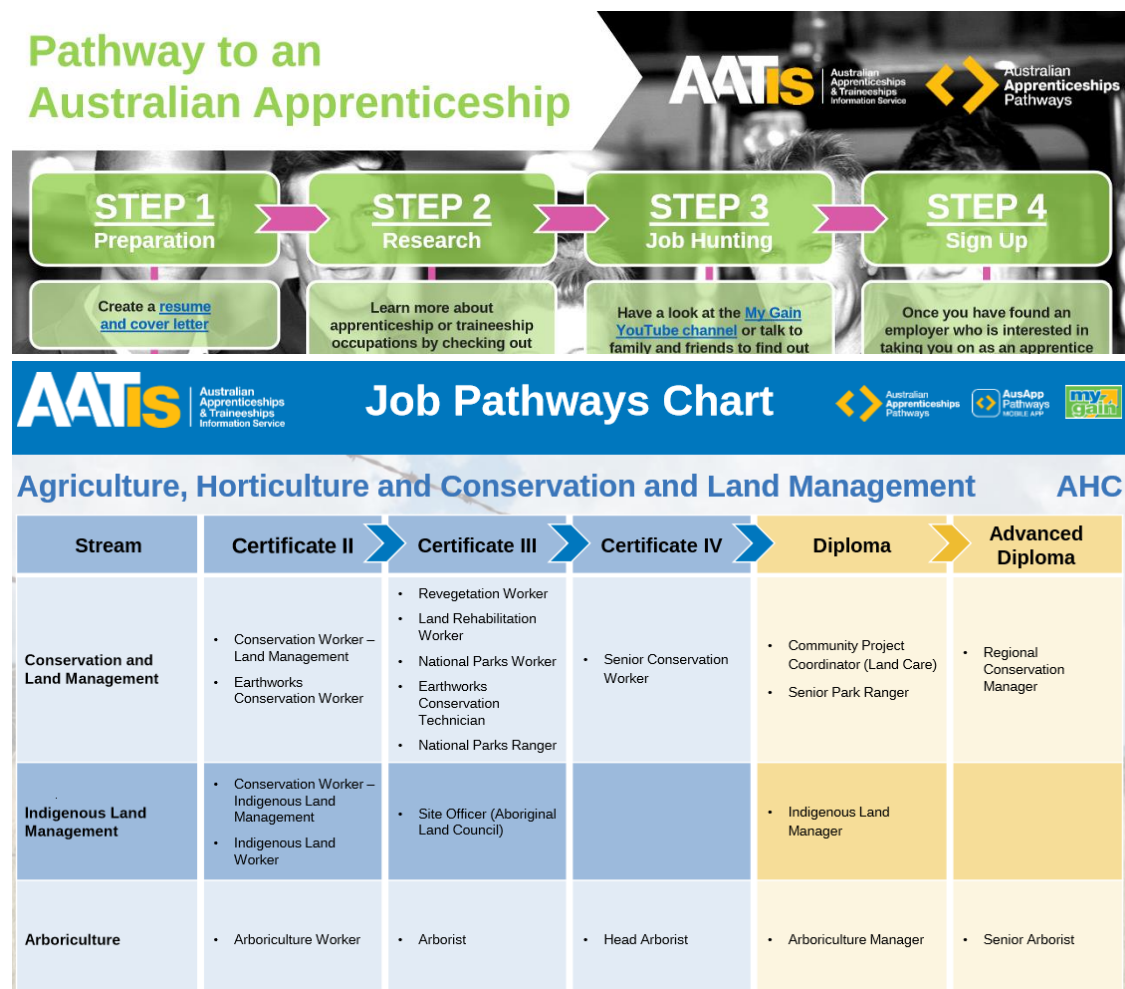 Pathway to an
Australian Apprenticeship
AATIS
Australian
Apprenticeships
& Traineeships
Information Service
Australian
Apprenticeships
Pathways
STEP 1
Preparation
STEP 2
Research
STEP 3
Job Hunting
STEP 4
Sign Up
Create a resume
and cover letter
Learn more about
apprenticeship or traineeship
occupations by checking out
Have a look at the My Gain
YouTube channel or talk to
family and friends to find out
Once you have found an
employer who is interested in
taking you on as an apprentice
AATIS
Australian
Apprenticeships
& Traineeships
Information Service
Job Pathways Chart
Australian
Apprenticeships
Pathways
AusApp
Pathways
MOBILE APP
my
gain
Agriculture, Horticulture and Conservation and Land Management AHC
Stream
Certificate II
Certificate III
Certificate IV
Diploma
Advanced
Diploma
Conservation and
Land Management
• Conservation Worker –
Land Management
• Earthworks
Conservation Worker
• Revegetation Worker
• Land Rehabilitation
Worker
• National Parks Worker
• Earthworks
Conservation
Technician
• National Parks Ranger
• Senior Conservation
Worker
• Community Project
Coordinator (Land Care)
• Senior Park Ranger
• Regional
Conservation
Manager
Indigenous Land
Management
• Conservation Worker –
Indigenous Land
Management
• Indigenous Land
Worker
• Site Officer (Aboriginal
Land Council)
• Indigenous Land
Manager
Arboriculture
• Arboriculture Worker
• Arborist
• Head Arborist
• Arboriculture Manager
• Senior Arborist